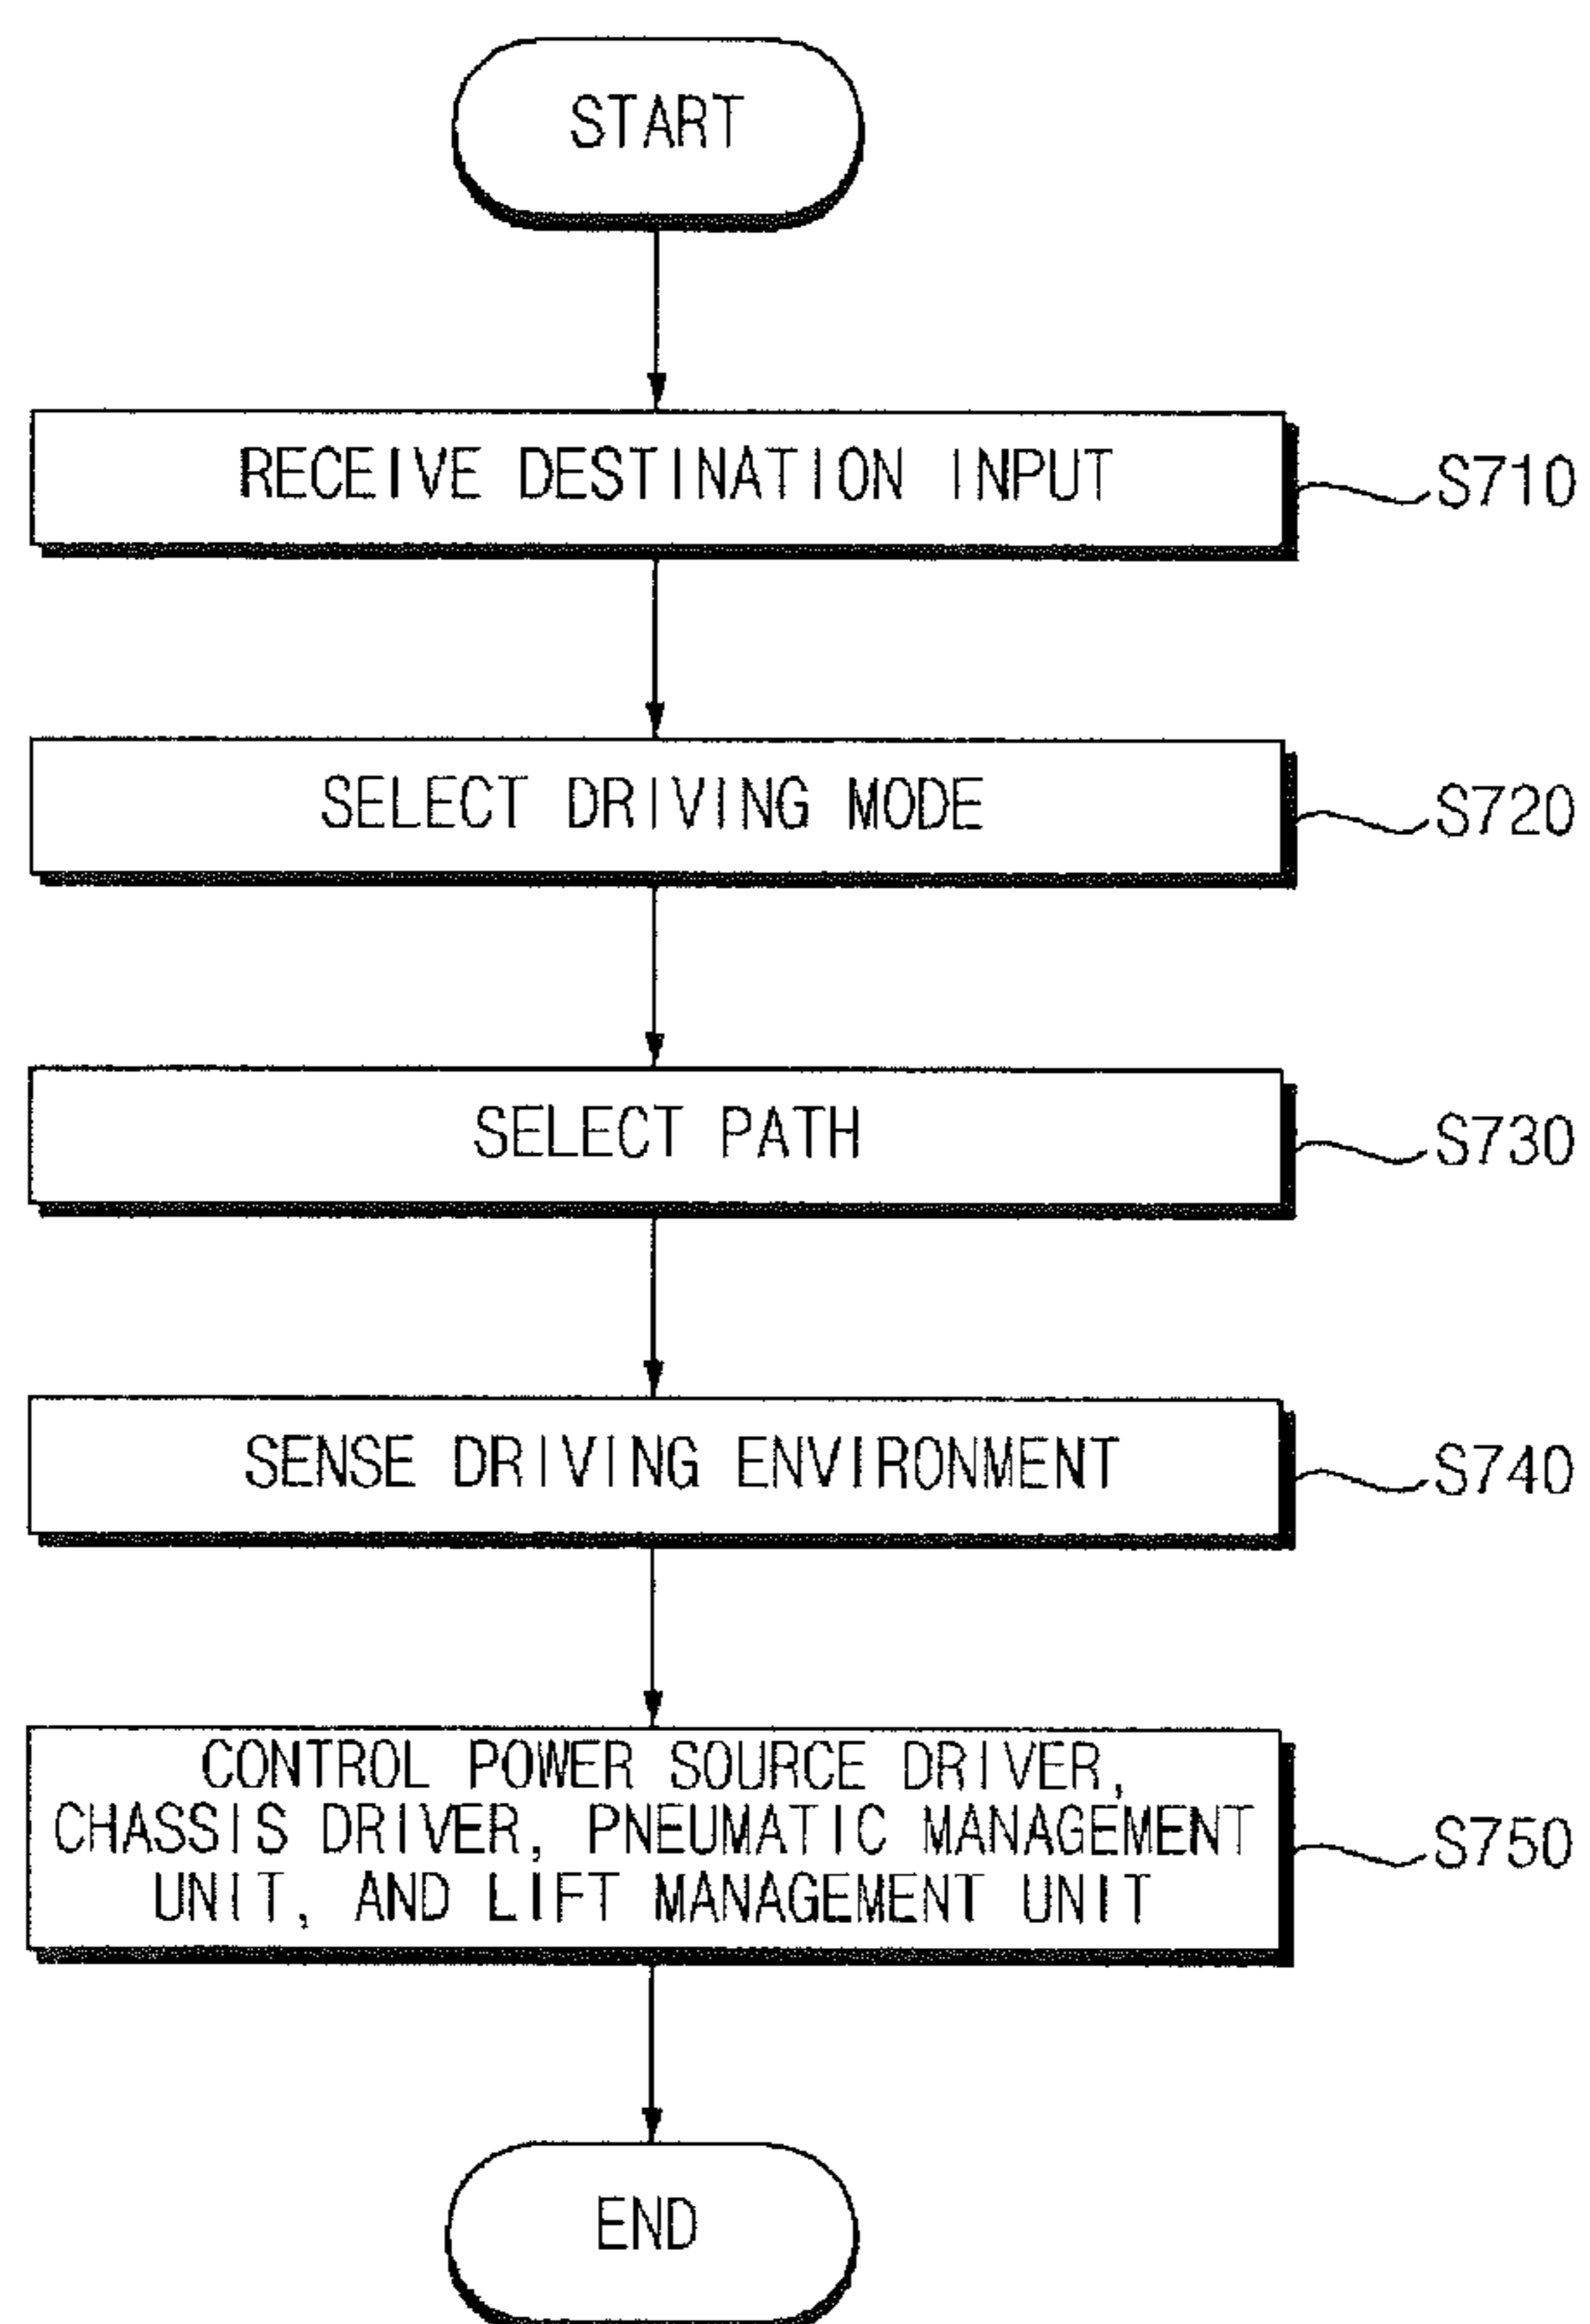 START
RECEIVE DESTINATION INPUT
S710
SELECT DRIVING MODE
S720
SELECT PATH
S730
SENSE DRIVING ENVIRONMENT
S740
CONTROL POWER SOURCE DRIVER,
CHASSIS DRIVER, PNEUMATIC MANAGEMENT
UNIT, AND LIFT MANAGEMENT UNIT
S750
END